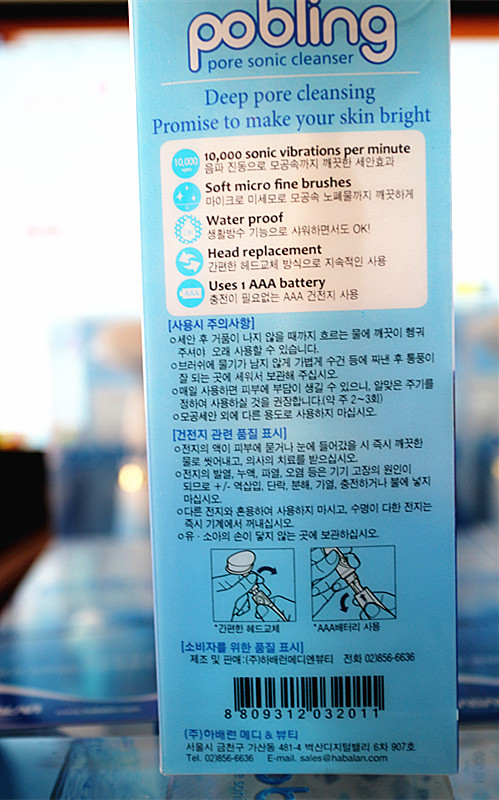 pobling
pore sonic cleanser
Deep pore cleansing
Promise to make your skin bright
10,000
10,000 sonic vibrations per minute
음파 진동으로 모공속까지 깨끗한 세안효과
Soft micro fine brushes
마이크로 미세모로 모공속 노폐물까지 깨끗하게
OK
Water proof
생활방수 기능으로 샤워하면서도 OK!
Head replacement
간편한 헤드교체 방식으로 지속적인 사용
AAA
Uses 1 AAA battery
충전이 필요없는 AAA 건전지 사용
[사용시 주의사항]
o세안 후 거품이 나지 않을 때까지 흐르는 물에 깨끗이 헹궈
주셔야 오래 사용할 수 있습니다.
o브러쉬에 물기가 남지 않게 가볍게 수건 등에 짜낸 후 통풍이
잘 되는 곳에 세워서 보관해 주십시오.
o매일 사용하면 피부에 부담이 생길 수 있으니, 알맞은 주기를
정하여 사용하실 것을 권장합니다.(약 주 2~3회)
o모공세안 외에 다른 용도로 사용하지 마십시오.
[건전지 관련 품질 표시]
o전지의 액이 피부에 묻거나 눈에 들어갔을 시 즉시 깨끗한
물로 씻어내고, 의사의 치료를 받으십시오.
o전지의 발열, 누액, 파열, 오염 등은 기기 고장의 원인이
되므로 +/- 역삽입, 단락, 분해, 가열, 충전하거나 불에 넣지
마십시오.
o다른 전지와 혼용하여 사용하지 마시고, 수명이 다한 전지는
즉시 기계에서 꺼내십시오.
o유·소아의 손이 닿지 않는 곳에 보관하십시오.
*간편한 헤드교체
*AAA배터리 사용
[소비자를 위한 품질 표시]
제조 및 판매:(주)하배런메디엔뷰티 전화 02)856-6636
8 809312 032011
(주)하배런 메디 & 뷰티
서울시 금천구 가산동 481-4 벽산디지털밸리 6차 907호
Tel. 02)856-6636 E-mail. sales@habalan.com